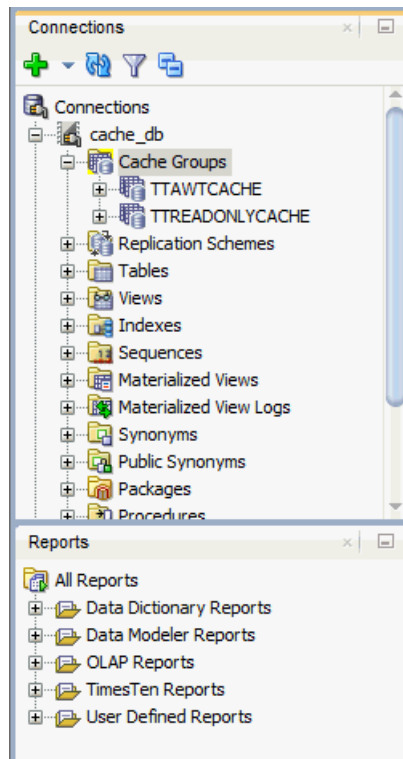 Connections
Connections
cache_db
Cache Groups
TTAWTCACHE
TTREADONLYCACHE
Replication Schemes
Tables
Views
Indexes
Sequences
Materialized Views
Materialized View Logs
Synonyms
Public Synonyms
Packages
Procedures
Reports
All Reports
Data Dictionary Reports
Data Modeler Reports
OLAP Reports
TimesTen Reports
User Defined Reports